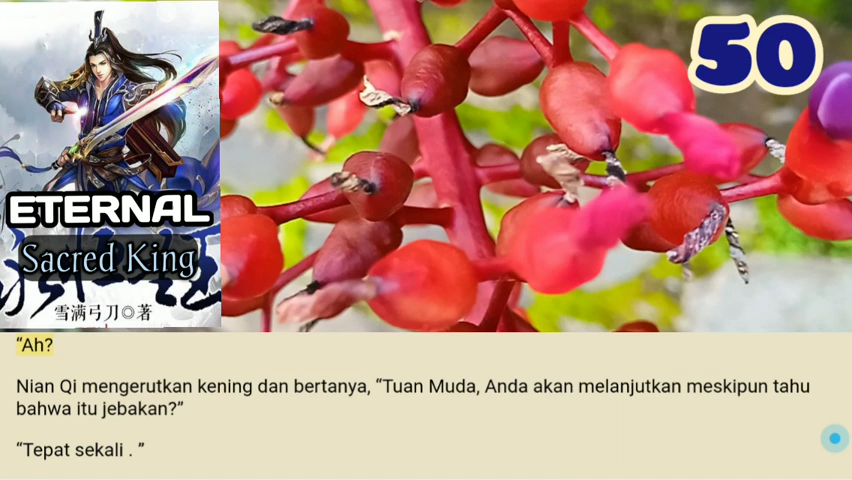 50
ETERNAL
Sacred King
雪满弓刀◎著
“Ah?
Nian Qi mengerutkan kening dan bertanya, “Tuan Muda, Anda akan melanjutkan meskipun tahu
bahwa itu jebakan?”
“Tepat sekali . ”